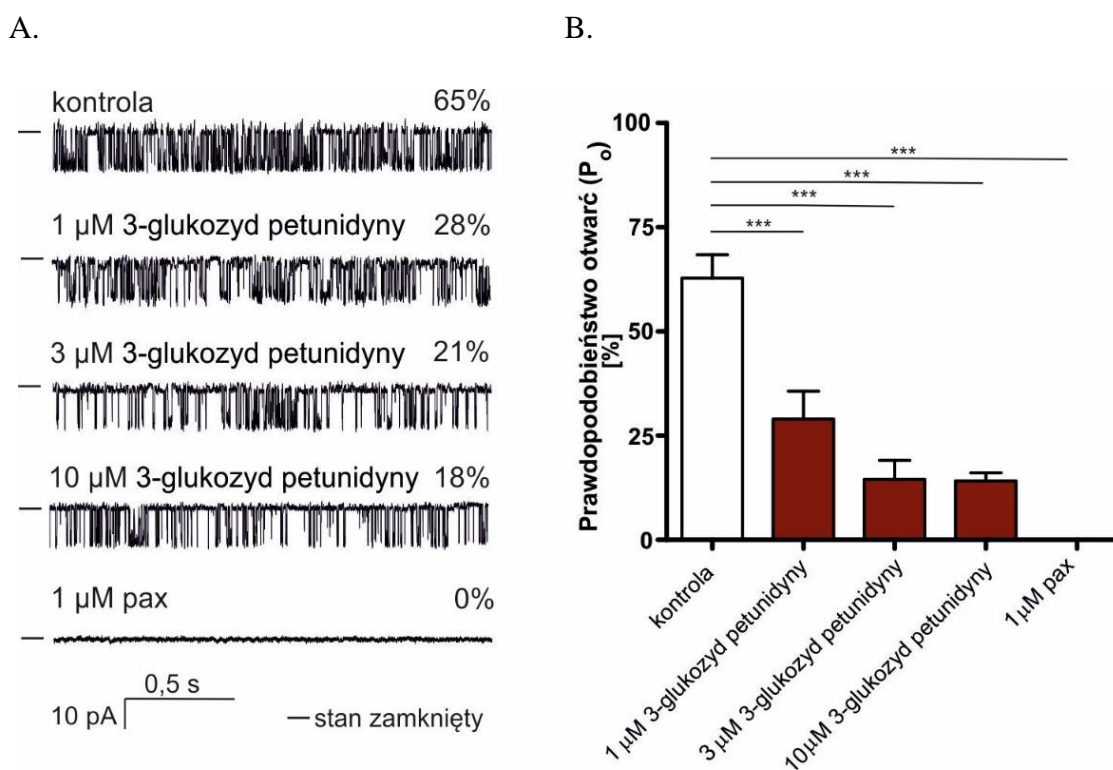 A.
B.
kontrola 65%
1 µM 3-glukozyd petunidyny 28%
3 µM 3-glukozyd petunidyny 21%
10 µM 3-glukozyd petunidyny 18%
1 µM pax 0%
0,5 s
10 pA
stan zamknięty
Prawdopodobieństwo otwarć (Po)
[%]
100
75
50
25
0
***
***
***
***
kontrola
1 µM 3-glukozyd petunidyny
3 µM 3-glukozyd petunidyny
10µM 3-glukozyd petunidyny
1µM pax